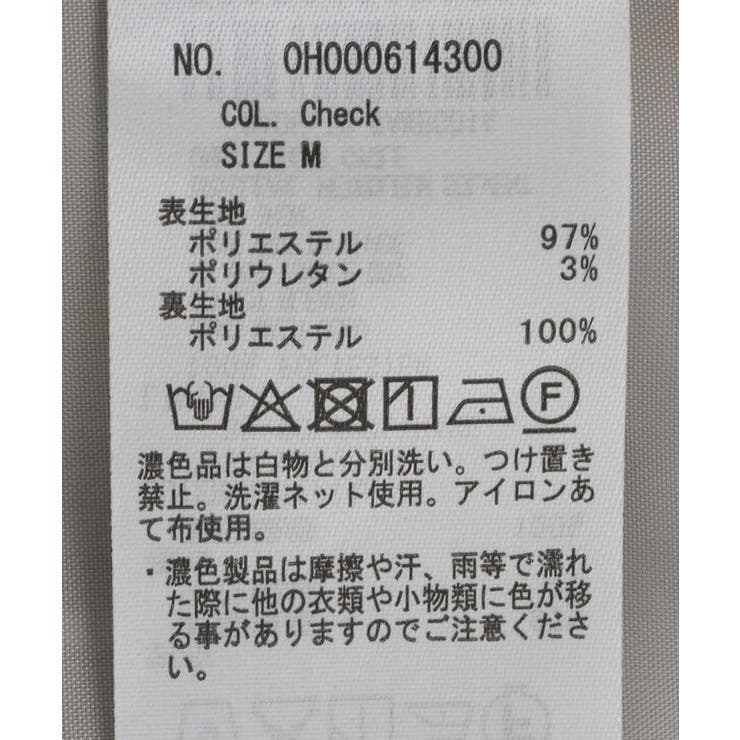 NO. 0H000614300
COL. Check
SIZE M
表生地
ポリエステル 97%
ポリウレタン 3%
裏生地
ポリエステル 100%
F
濃色品は白物と分別洗い。つけ置き
禁止。洗濯ネット使用。アイロンあ
て布使用。
・濃色製品は摩擦や汗、雨等で濡れ
た際に他の衣類や小物類に色が移
る事がありますのでご注意くださ
い。